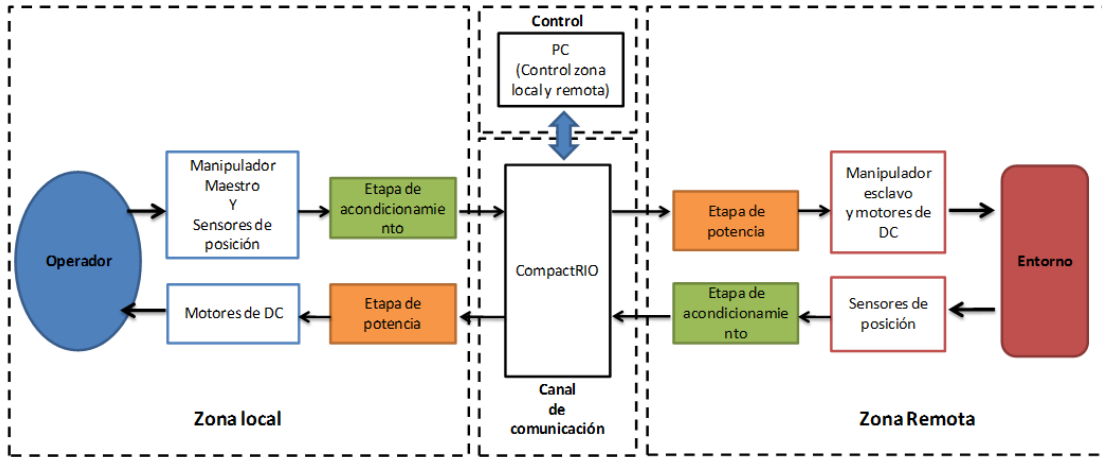 Control
PC
(Control zona
local y remota)
Operador
Manipulador
Maestro
Y
Sensores de
posición
Etapa de
acondicionamie
nto
Motores de DC
Etapa de
potencia
Zona local
CompactRIO
Canal
de
comunicación
Etapa de
potencia
Manipulador
esclavo
y motores de
DC
Etapa de
acondicionamie
nto
Sensores de
posición
Entorno
Zona Remota